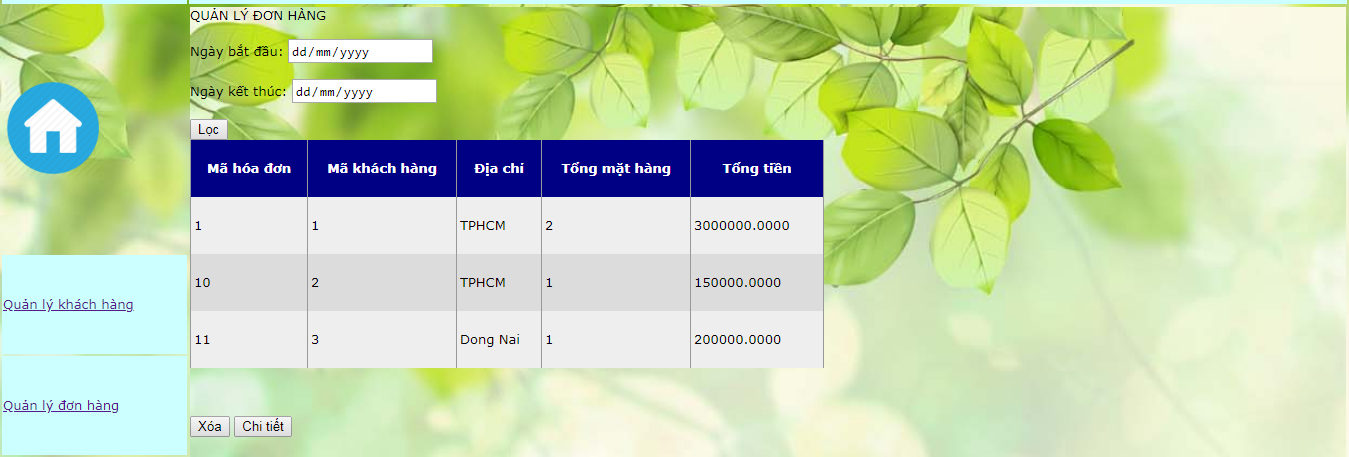 QUẢN LÝ ĐƠN HÀNG
Ngày bắt đầu: dd/mm/yyyy
Ngày kết thúc: dd/mm/yyyy
Lọc
Mã hóa đơn Mã khách hàng Địa chỉ Tổng mặt hàng Tổng tiền
1 1 TPHCM 2 3000000.0000
10 2 TPHCM 1 150000.0000
11 3 Dong Nai 1 200000.0000
Xóa Chi tiết
Quản lý khách hàng
Quản lý đơn hàng